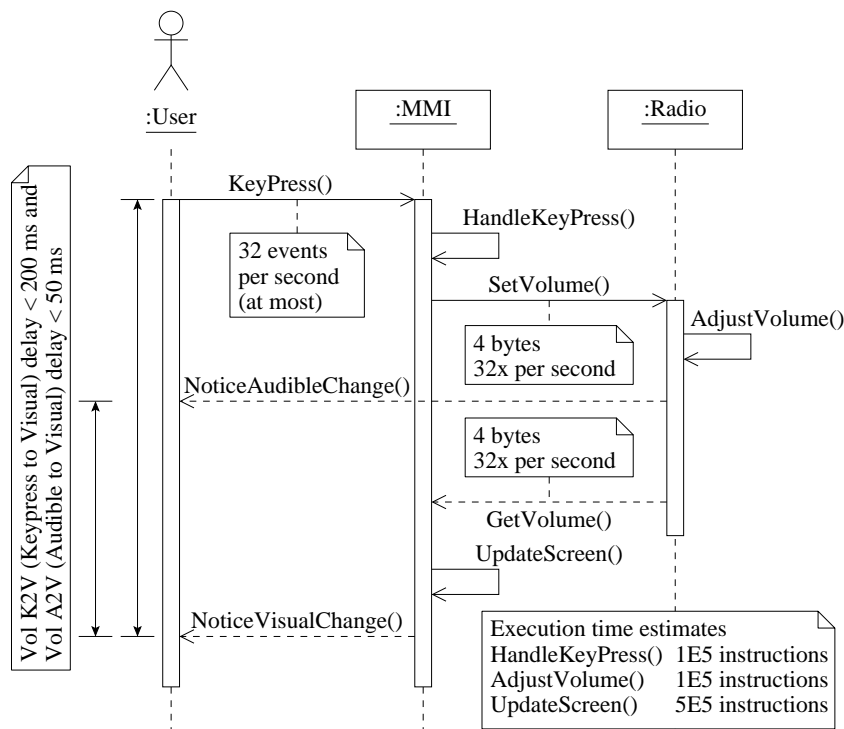 :User
:MMI
:Radio
Vol K2V (Keypress to Visual) delay < 200 ms and
Vol A2V (Audible to Visual) delay < 50 ms
KeyPress()
32 events
per second
(at most)
HandleKeyPress()
SetVolume()
4 bytes
32x per second
AdjustVolume()
NoticeAudibleChange()
4 bytes
32x per second
GetVolume()
UpdateScreen()
NoticeVisualChange()
Execution time estimates
HandleKeyPress() 1E5 instructions
AdjustVolume() 1E5 instructions
UpdateScreen() 5E5 instructions